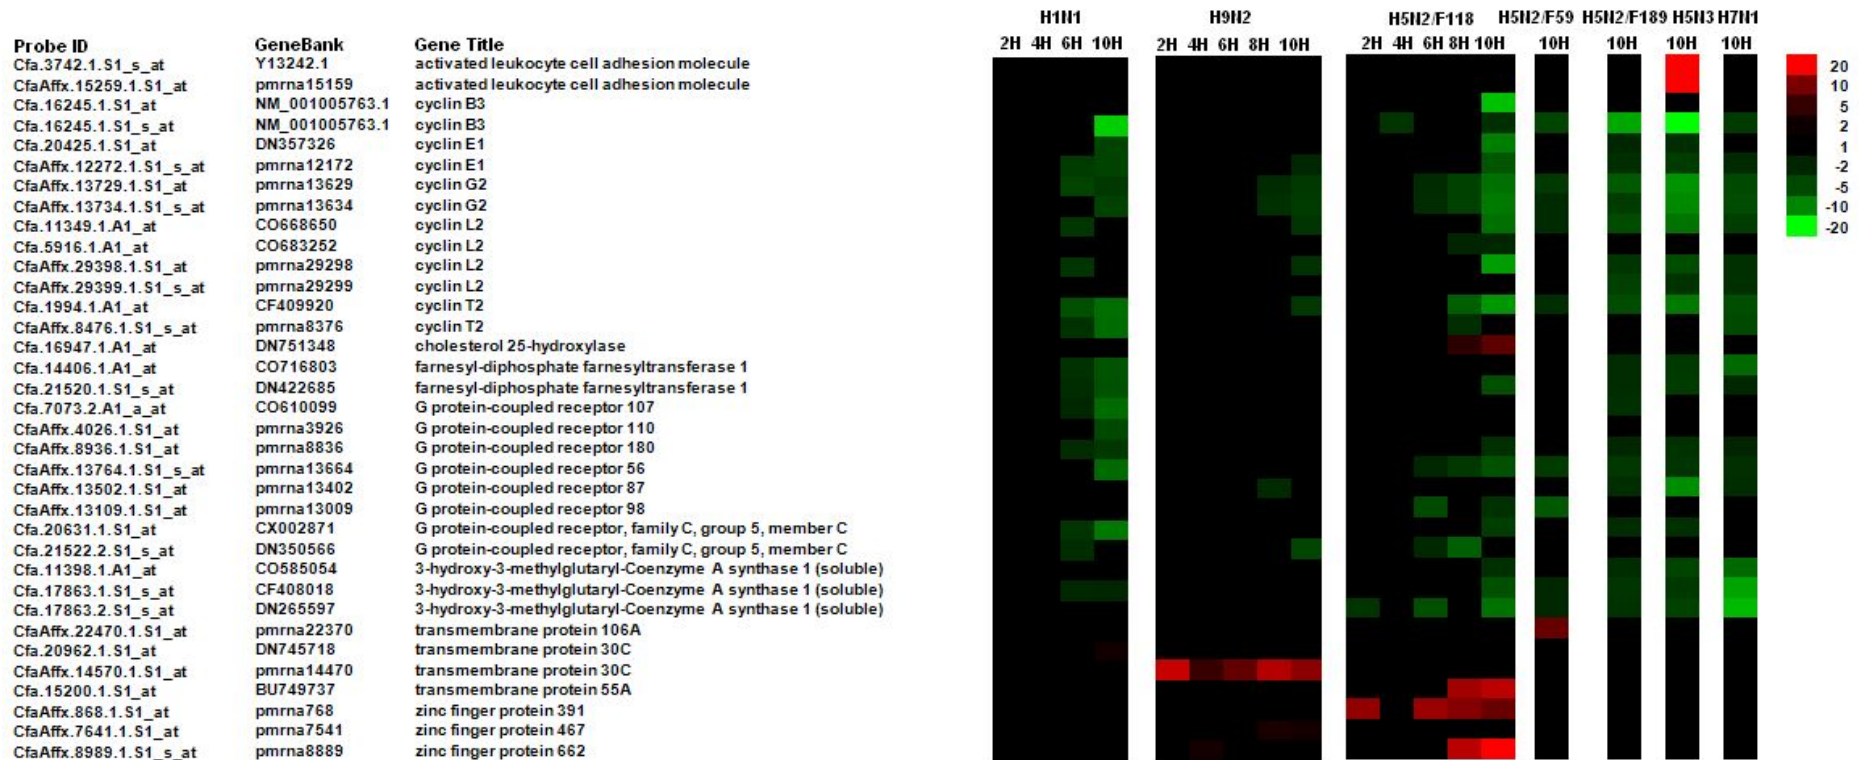 H1N1 H9N2 H5N2/F118 H5N2/F59 H5N2/F189 H5N3 H7N1
Probe ID GeneBank Gene Title 2H 4H 6H 10H 2H 4H 6H 8H 10H 2H 4H 6H 8H 10H 10H 10H 10H 10H
Cfa.3742.1.S1_s_at Y13242.1 activated leukocyte cell adhesion molecule
CfaAffx.15259.1.S1_at pmrna15159 activated leukocyte cell adhesion molecule
Cfa.16245.1.S1_at NM_001005763.1 cyclin B3
Cfa.16245.1.S1_s_at NM_001005763.1 cyclin B3
Cfa.20425.1.S1_at DN357326 cyclin E1
CfaAffx.12272.1.S1_s_at pmrna12172 cyclin E1
CfaAffx.13729.1.S1_at pmrna13629 cyclin G2
CfaAffx.13734.1.S1_s_at pmrna13634 cyclin G2
Cfa.11349.1.A1_at CO668650 cyclin L2
Cfa.5916.1.A1_at CO683252 cyclin L2
CfaAffx.29398.1.S1_at pmrna29298 cyclin L2
CfaAffx.29399.1.S1_s_at pmrna29299 cyclin L2
Cfa.1994.1.A1_at CF409920 cyclin T2
CfaAffx.8476.1.S1_s_at pmrna8376 cyclin T2
Cfa.16947.1.A1_at DN751348 cholesterol 25-hydroxylase
Cfa.14406.1.A1_at CO716803 farnesyl-diphosphate farnesyltransferase 1
Cfa.21520.1.S1_s_at DN422685 farnesyl-diphosphate farnesyltransferase 1
Cfa.7073.2.A1_a_at CO610099 G protein-coupled receptor 107
CfaAffx.4026.1.S1_at pmrna3926 G protein-coupled receptor 110
CfaAffx.8936.1.S1_at pmrna8836 G protein-coupled receptor 180
CfaAffx.13764.1.S1_s_at pmrna13664 G protein-coupled receptor 56
CfaAffx.13502.1.S1_at pmrna13402 G protein-coupled receptor 87
CfaAffx.13109.1.S1_at pmrna13009 G protein-coupled receptor 98
Cfa.20631.1.S1_at CX002871 G protein-coupled receptor, family C, group 5, member C
Cfa.21522.2.S1_s_at DN350566 G protein-coupled receptor, family C, group 5, member C
Cfa.11398.1.A1_at CO585054 3-hydroxy-3-methylglutaryl-Coenzyme A synthase 1 (soluble)
Cfa.17863.1.S1_s_at CF408018 3-hydroxy-3-methylglutaryl-Coenzyme A synthase 1 (soluble)
Cfa.17863.2.S1_s_at DN265597 3-hydroxy-3-methylglutaryl-Coenzyme A synthase 1 (soluble)
CfaAffx.22470.1.S1_at pmrna22370 transmembrane protein 106A
Cfa.20962.1.S1_at DN745718 transmembrane protein 30C
CfaAffx.14570.1.S1_at pmrna14470 transmembrane protein 30C
Cfa.15200.1.S1_at BU749737 transmembrane protein 55A
CfaAffx.868.1.S1_at pmrna768 zinc finger protein 391
CfaAffx.7641.1.S1_at pmrna7541 zinc finger protein 467
CfaAffx.8989.1.S1_s_at pmrna8889 zinc finger protein 662
20
10
5
2
1
-2
-5
-10
-20